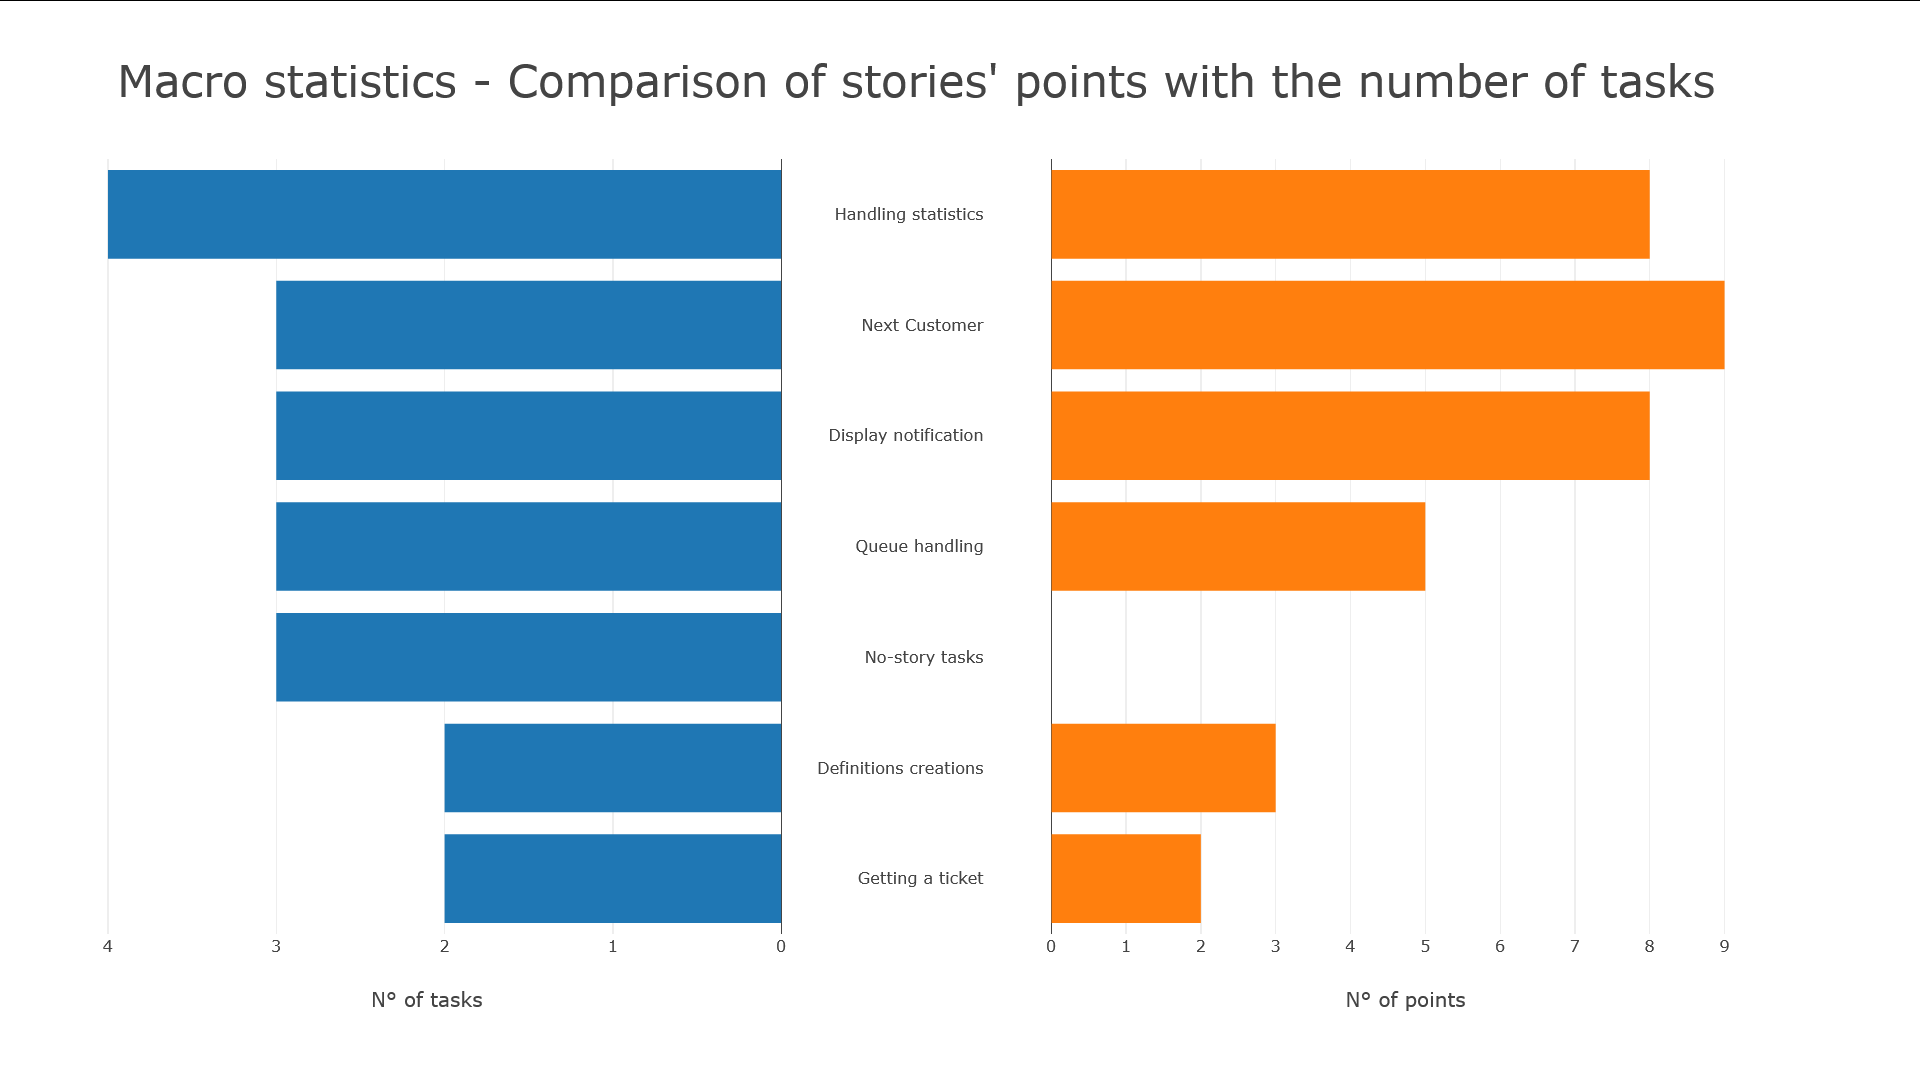 Macro statistics - Comparison of stories' points with the number of tasks
Handling statistics
Next Customer
Display notification
Queue handling
No-story tasks
Definitions creations
Getting a ticket
4 3 2 1 0
0 1 2 3 4 5 6 7 8 9
N° of tasks
N° of points